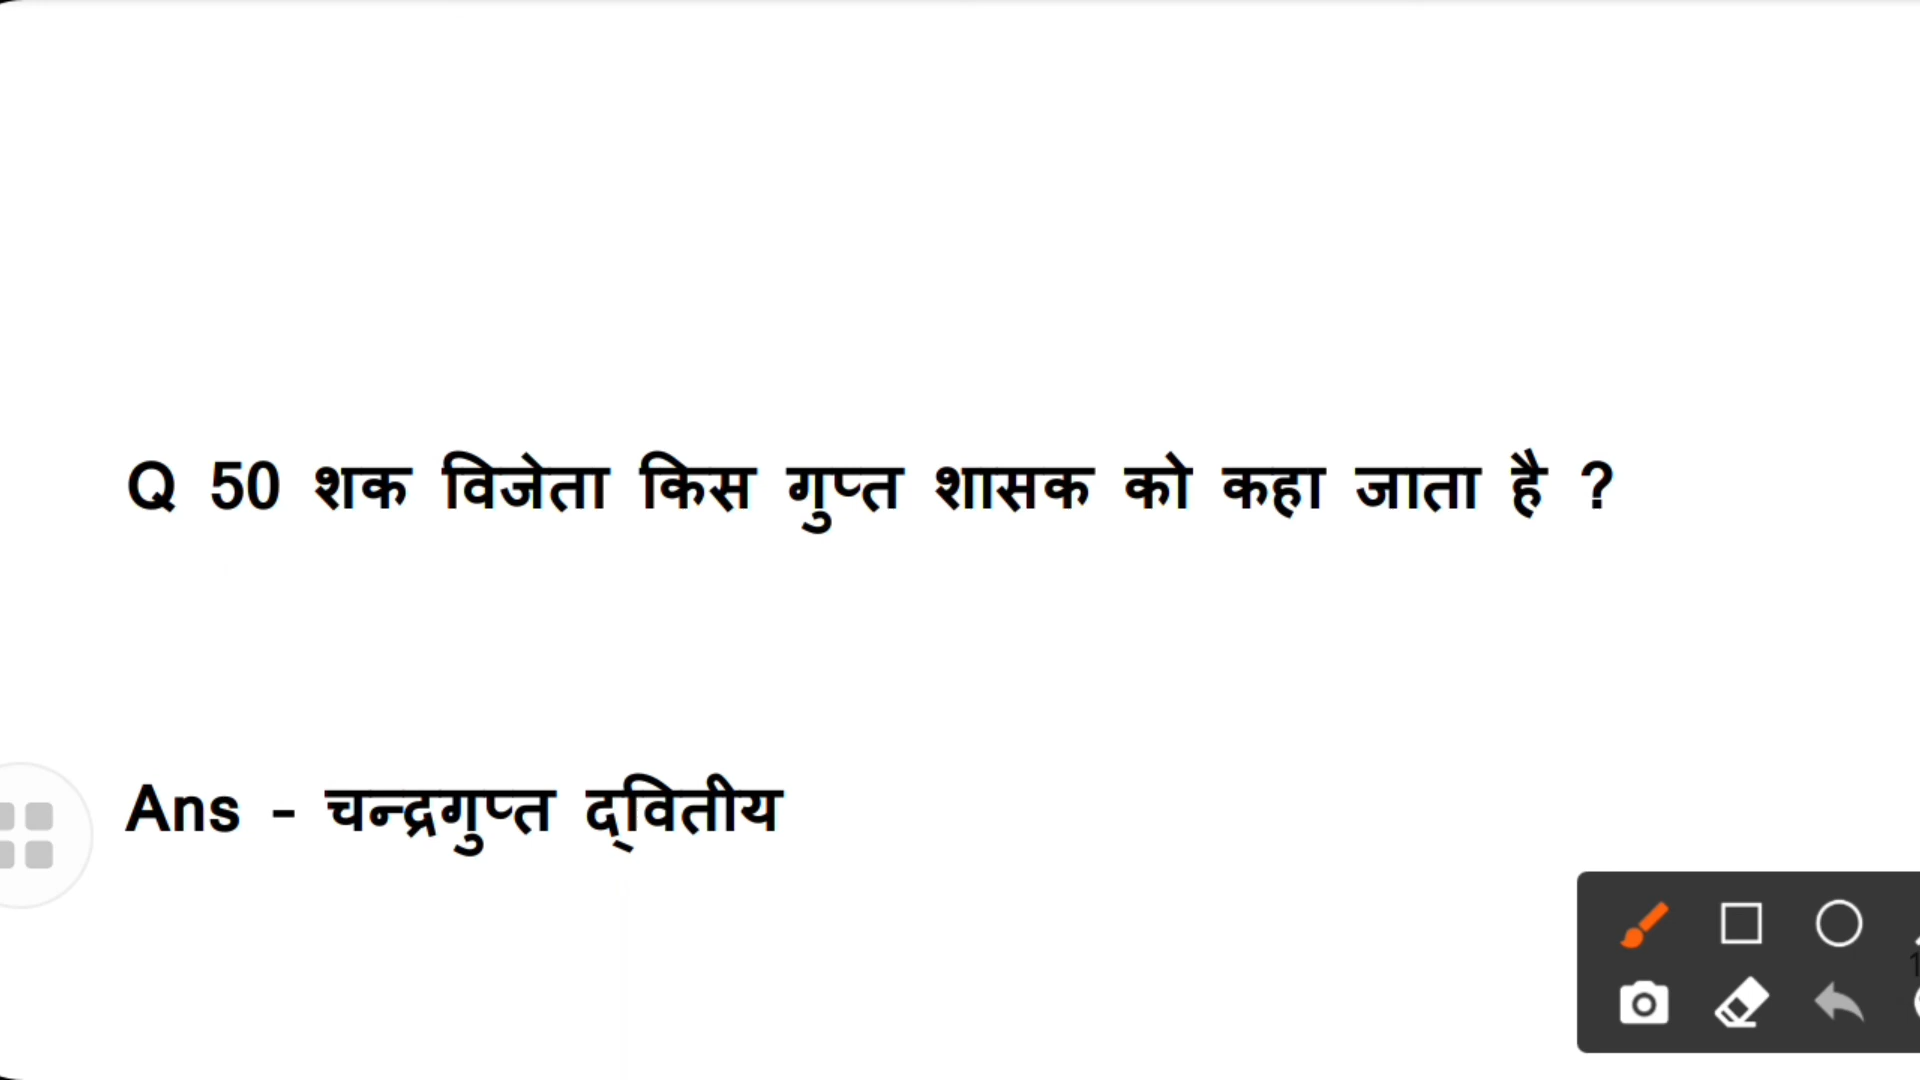 Q 50 शक विजेता किस गुप्त शासक को कहा जाता है ?
Ans - चन्द्रगुप्त द्वितीय